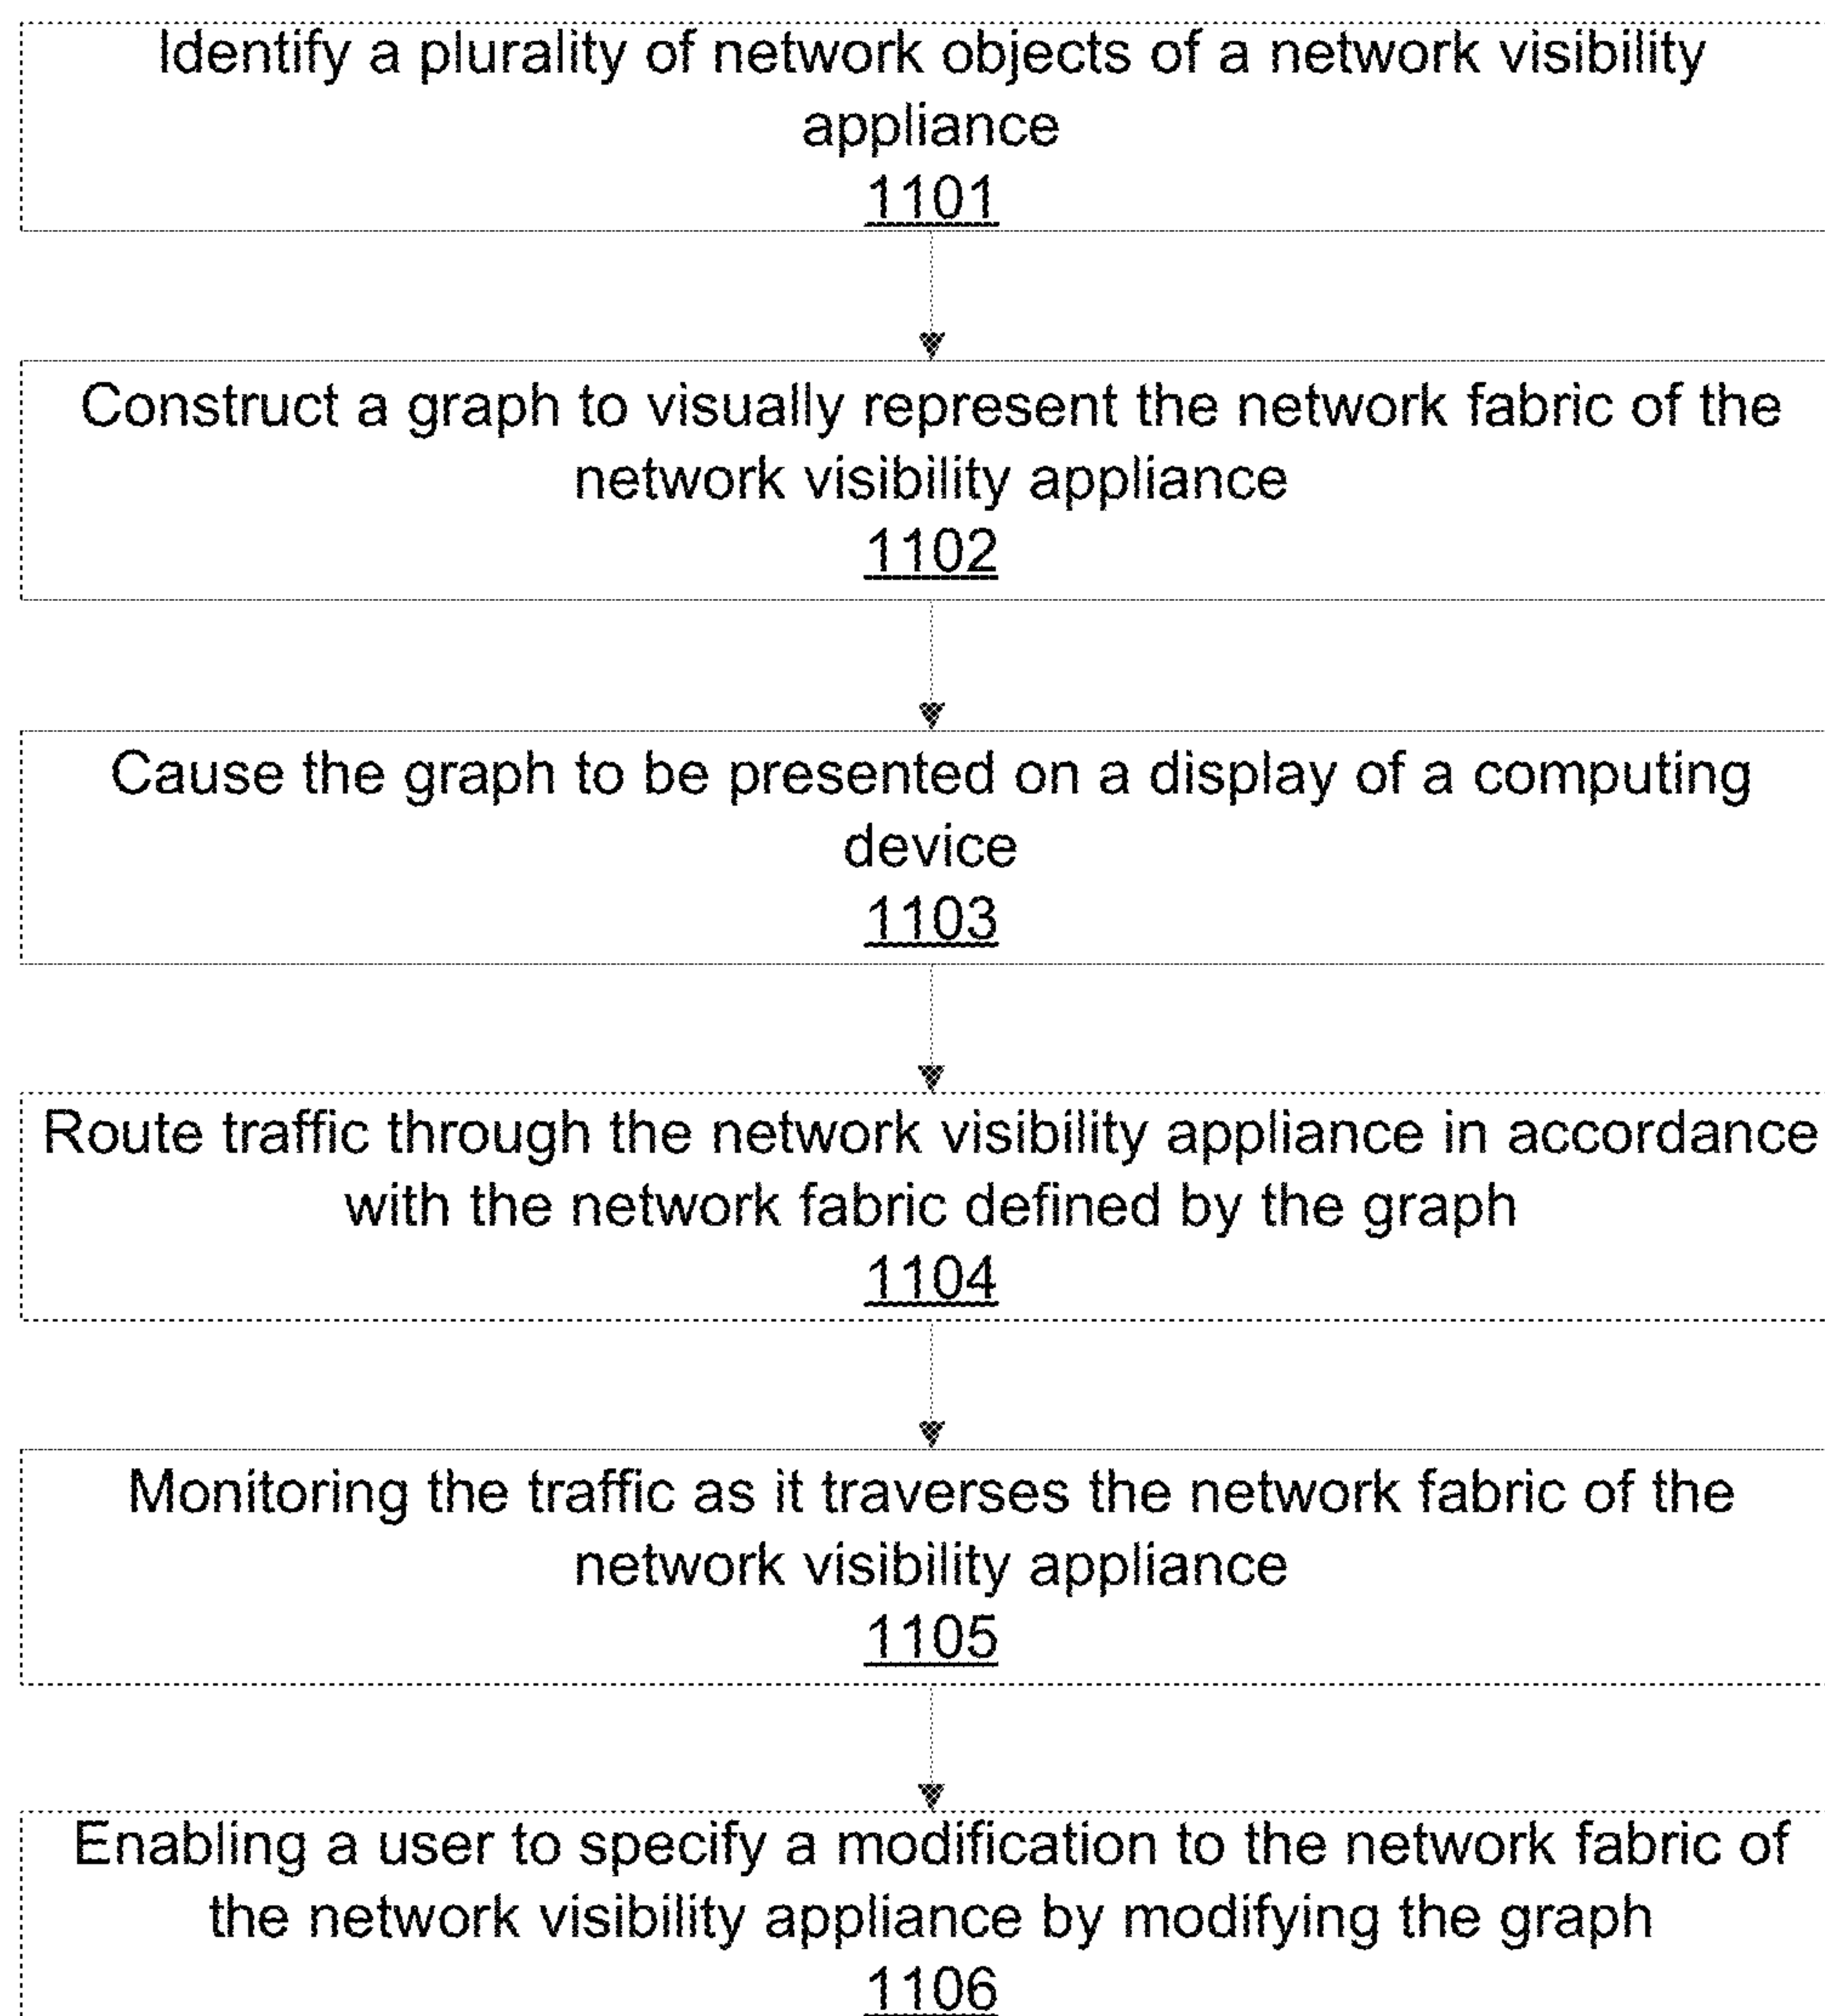 Identify a plurality of network objects of a network visibility
appliance
1101
Construct a graph to visually represent the network fabric of the
network visibility appliance
1102
Cause the graph to be presented on a display of a computing
device
1103
Route traffic through the network visibility appliance in accordance
with the network fabric defined by the graph
1104
Monitoring the traffic as it traverses the network fabric of the
network visibility appliance
1105
Enabling a user to specify a modification to the network fabric of
the network visibility appliance by modifying the graph
1106